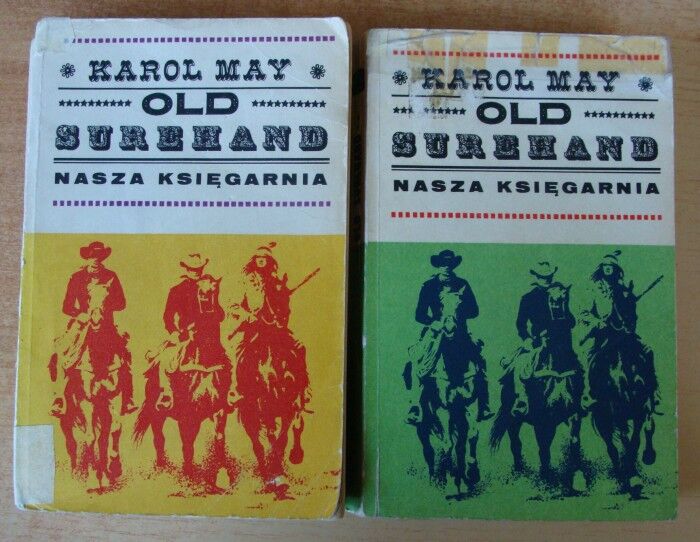 KAROL MAY
OLD
SUREHAND
NASZA KSIĘGARNIA
KAROL MAY
OLD
SUREHAND
NASZA KSIĘGARNIA